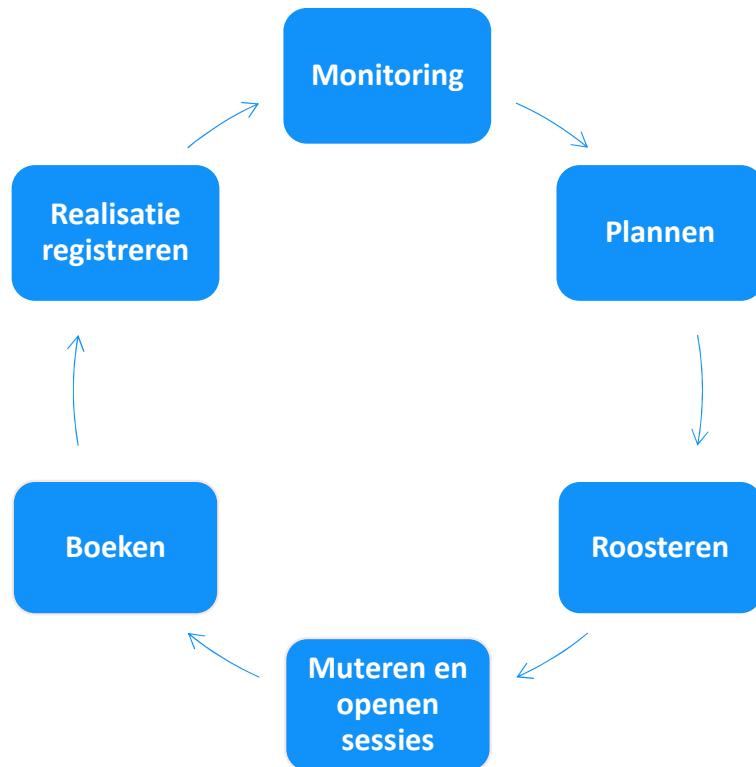 Monitoring
Plannen
Roosteren
Muteren en
openen
sessies
Boeken
Realisatie
registreren